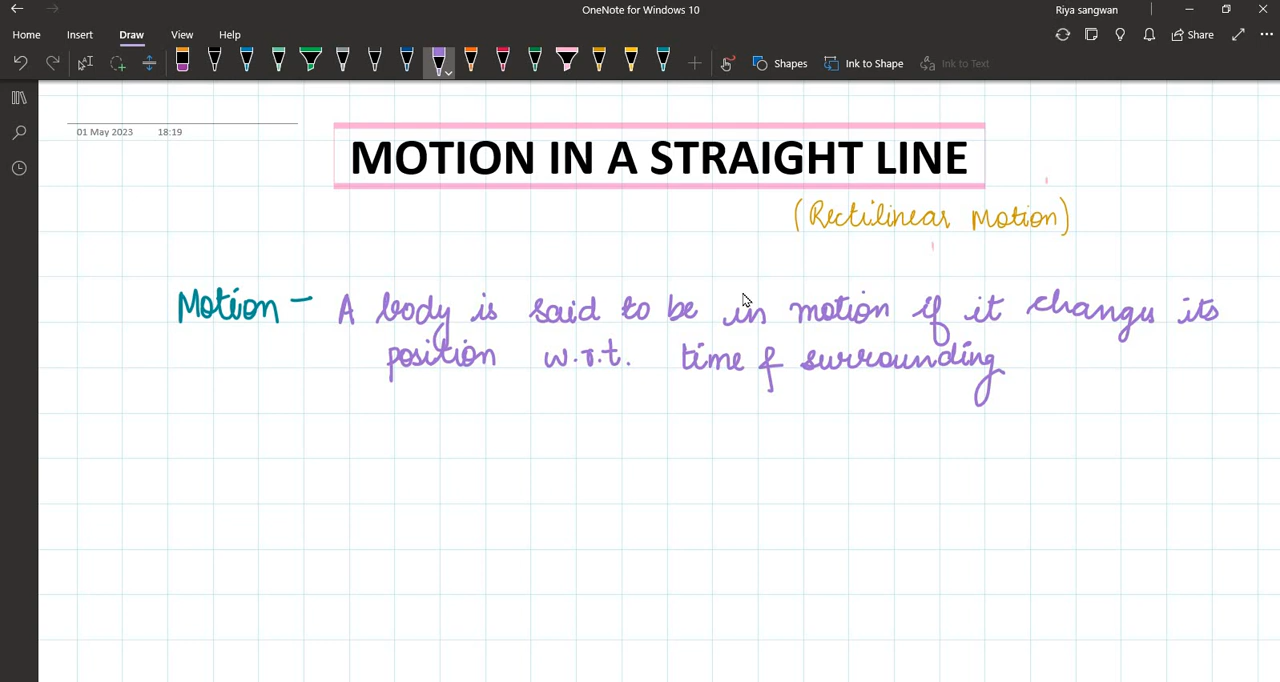 OneNote for Windows 10
Riya sangwan
Home Insert Draw View Help
Share
Shapes Ink to Shape Ink to Text
01 May 2023 18:19
MOTION IN A STRAIGHT LINE
(Rectilinear Motion)
Motion - A body is said to be in motion if it changes its
position w.r.t. time & surrounding